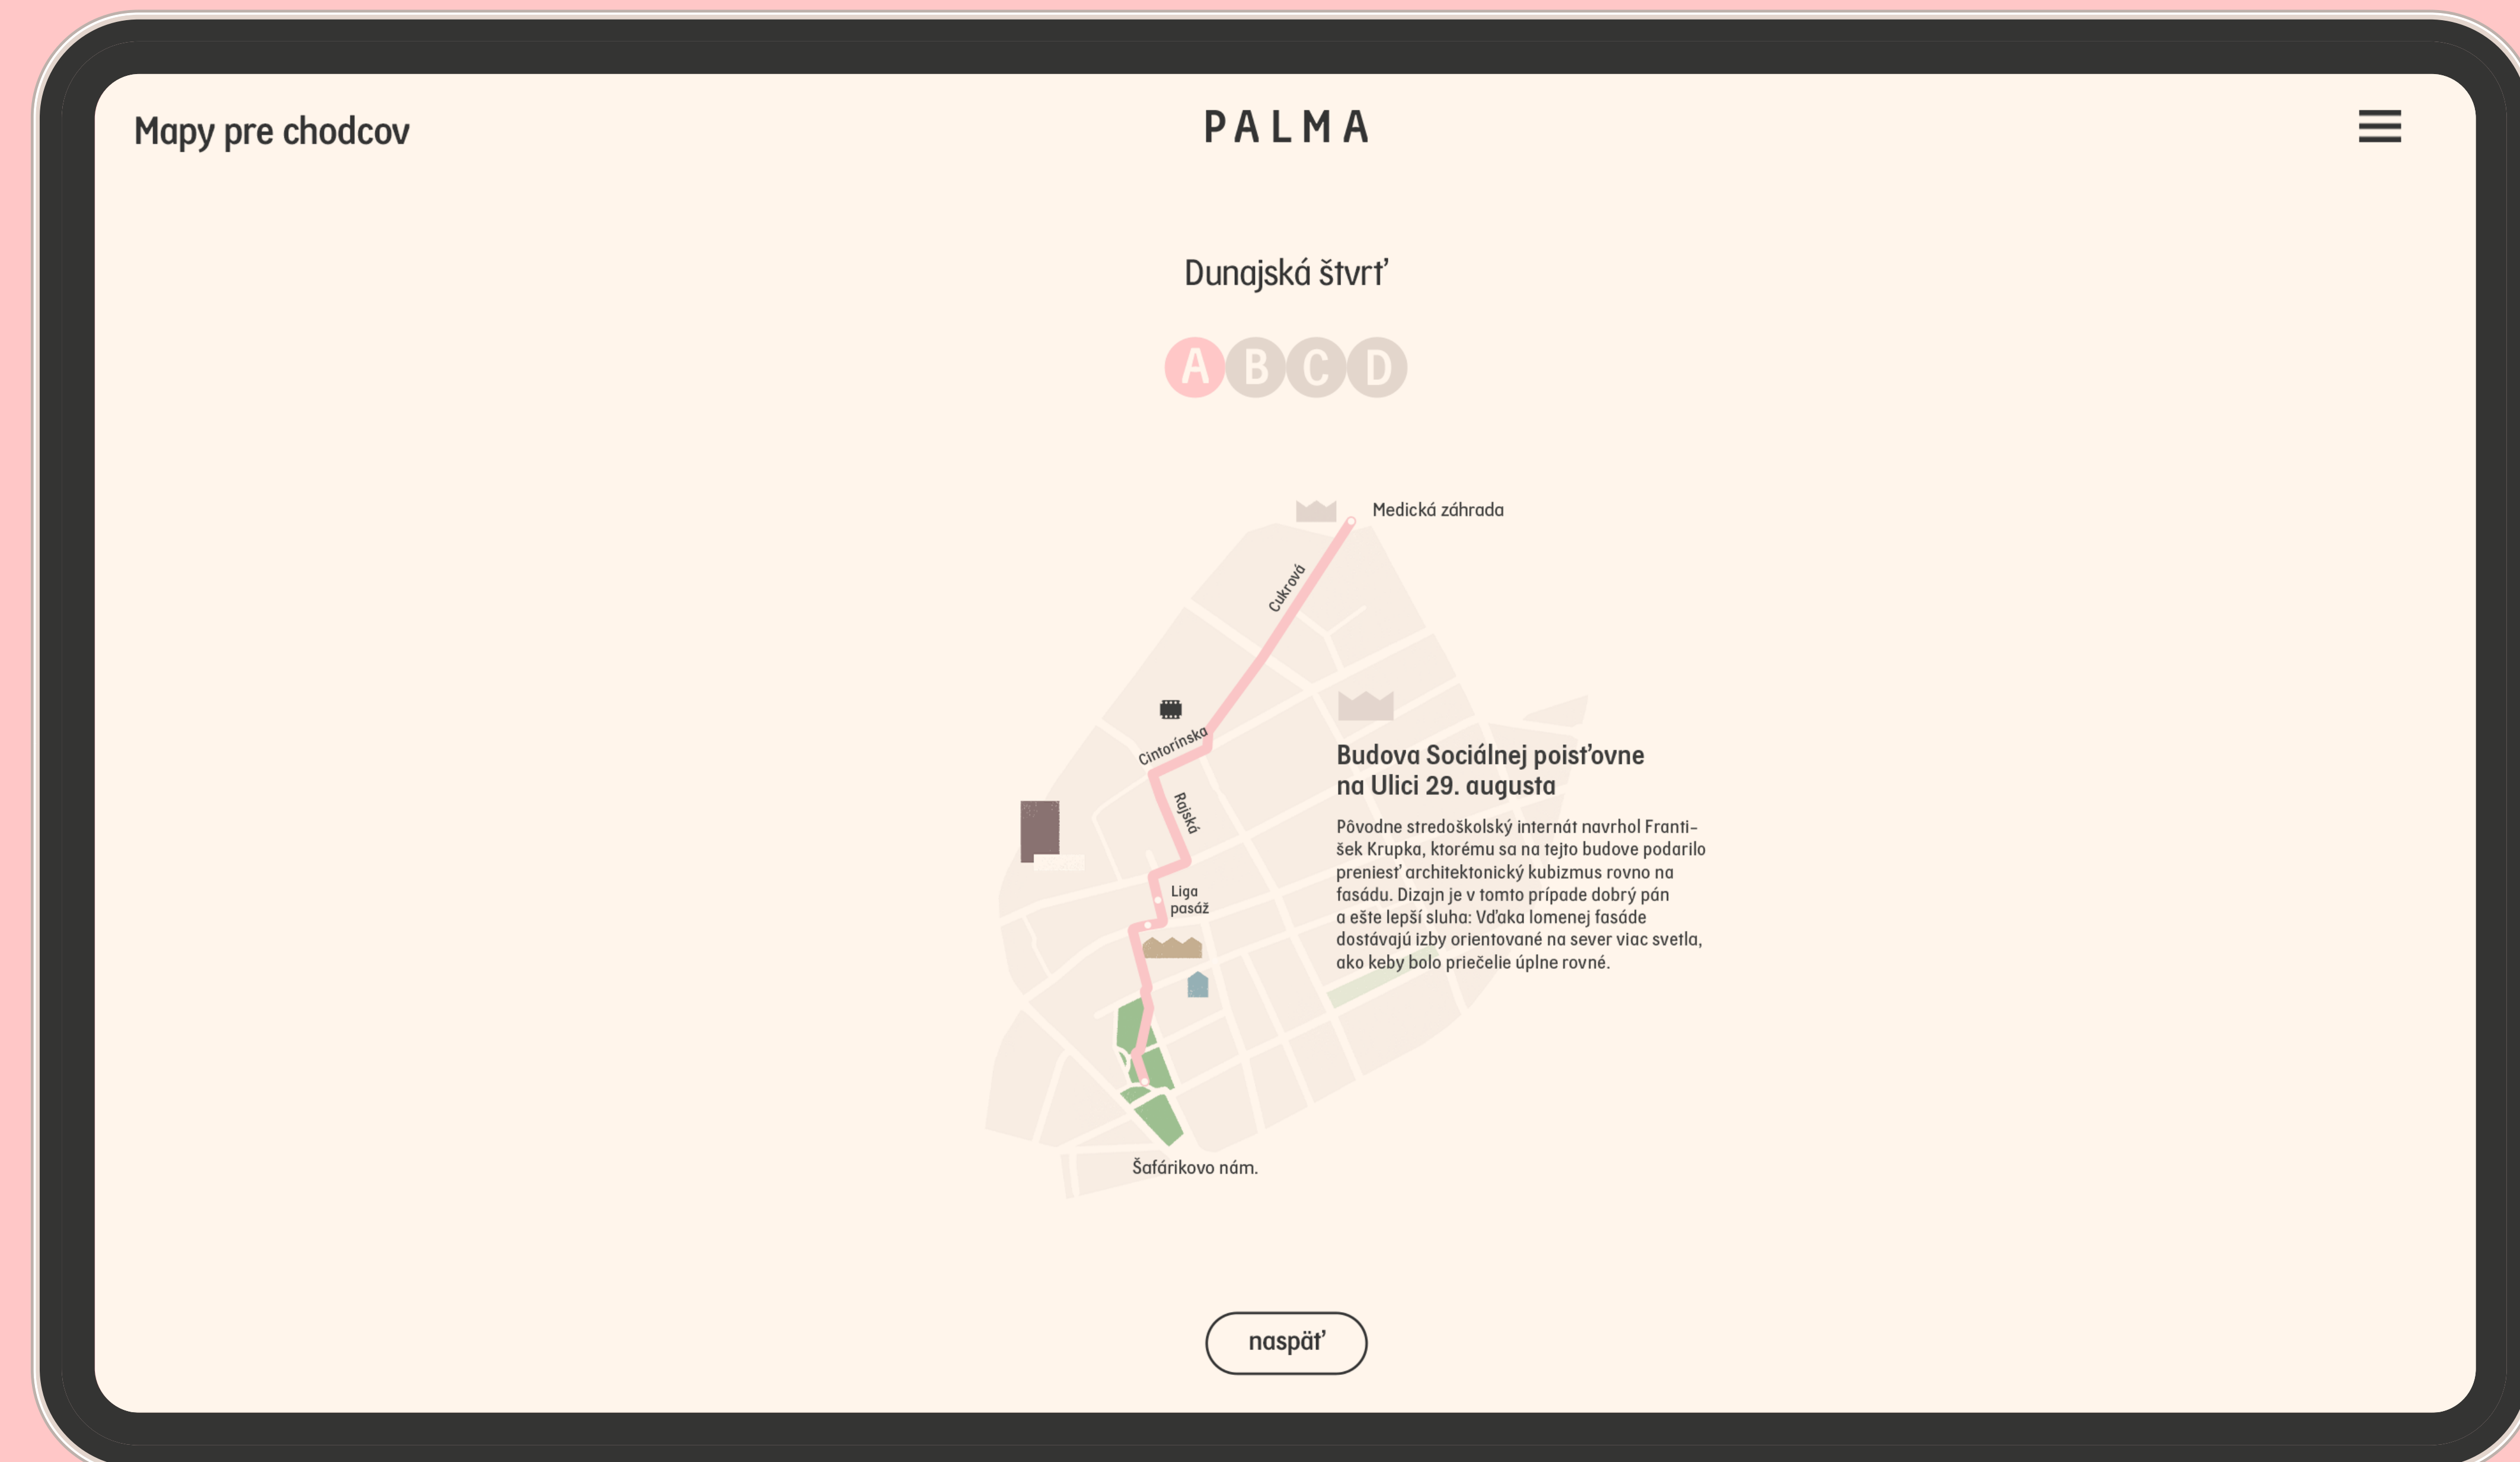 Mapy pre chodcov
PALMA
Dunajská štvrť
A B C D
Medická záhrada
Cukrová
Cintorínska
Rajská
Liga
pasáž
Budova Sociálnej poisťovne
na Ulici 29. augusta
Pôvodne stredoškolský internát navrhol Franti-
šek Krupka, ktorému sa na tejto budove podarilo
preniesť architektonický kubizmus rovno na
fasádu. Dizajn je v tomto prípade dobrý pán
a ešte lepší sluha: Vďaka lomenej fasáde
dostávajú izby orientované na sever viac svetla,
ako keby bolo priečelie úplne rovné.
Šafárikovo nám.
naspäť